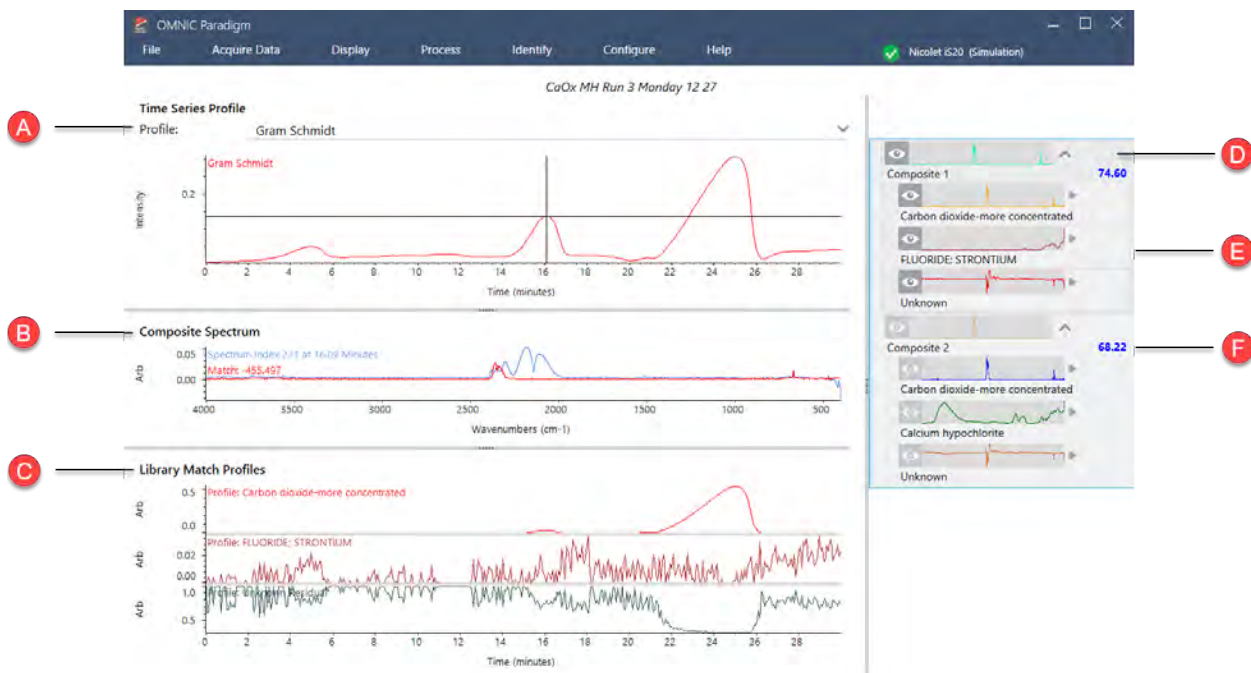 OMNIC Paradigm
File Acquire Data Display Process Identify Configure Help
Nicolet iS20 (Simulation)
CaOx MH Run 3 Monday 12 27
Time Series Profile
A
Profile: Gram Schmidt
Gram Schmidt
Intensity
0.2
0 2 4 6 8 10 12 14 16 18 20 22 24 26 28
Time (minutes)
B
Composite Spectrum
Spectrum Index 271 at 16.09 Minutes
Match: -455.497
Arb
0.05
0.00
4000 3500 3000 2500 2000 1500 1000 500
Wavenumbers (cm-1)
C
Library Match Profiles
Profile: Carbon dioxide-more concentrated
Arb
0.5
0.0
Profile: FLUORIDE; STRONTIUM
Arb
0.02
0.00
Profile: Unknown Residual
Arb
1.0
0.5
0 2 4 6 8 10 12 14 16 18 20 22 24 26 28
Time (minutes)
D
Composite 1 74.60
Carbon dioxide-more concentrated
E
FLUORIDE; STRONTIUM
Unknown
F
Composite 2 68.22
Carbon dioxide-more concentrated
Calcium hypochlorite
Unknown